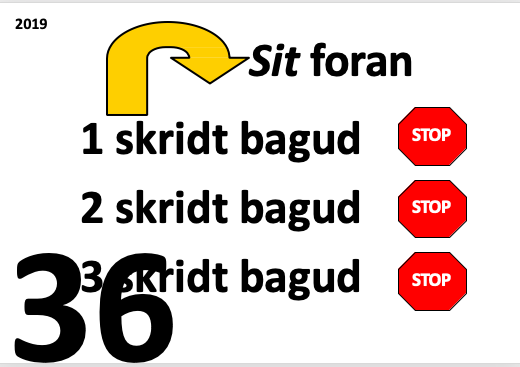 2019
Sit foran
1 skridt bagud STOP
2 skridt bagud STOP
3 skridt bagud STOP
36